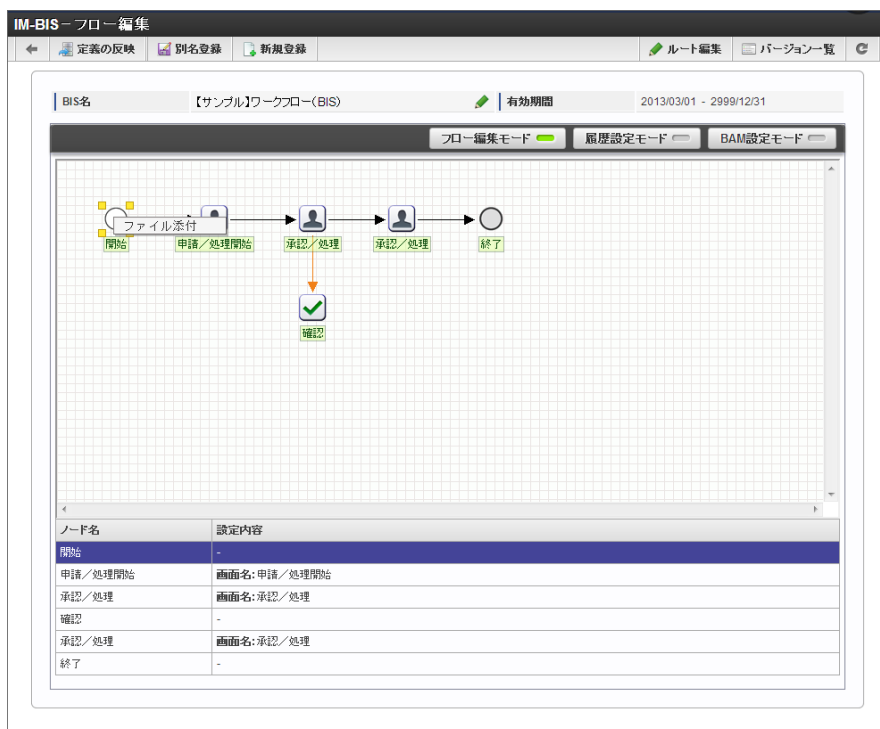 IM-BIS－フロー編集
定義の反映 別名登録 新規登録 ルート編集 バージョン一覧
BIS名 【サンプル】ワークフロー(BIS) 有効期間 2013/03/01 - 2999/12/31
フロー編集モード 履歴設定モード BAM設定モード
ファイル添付
開始 申請／処理開始 承認／処理 承認／処理 終了
確認
ノード名 設定内容
開始 -
申請／処理開始 画面名:申請／処理開始
承認／処理 画面名:承認／処理
確認 -
承認／処理 画面名:承認／処理
終了 -